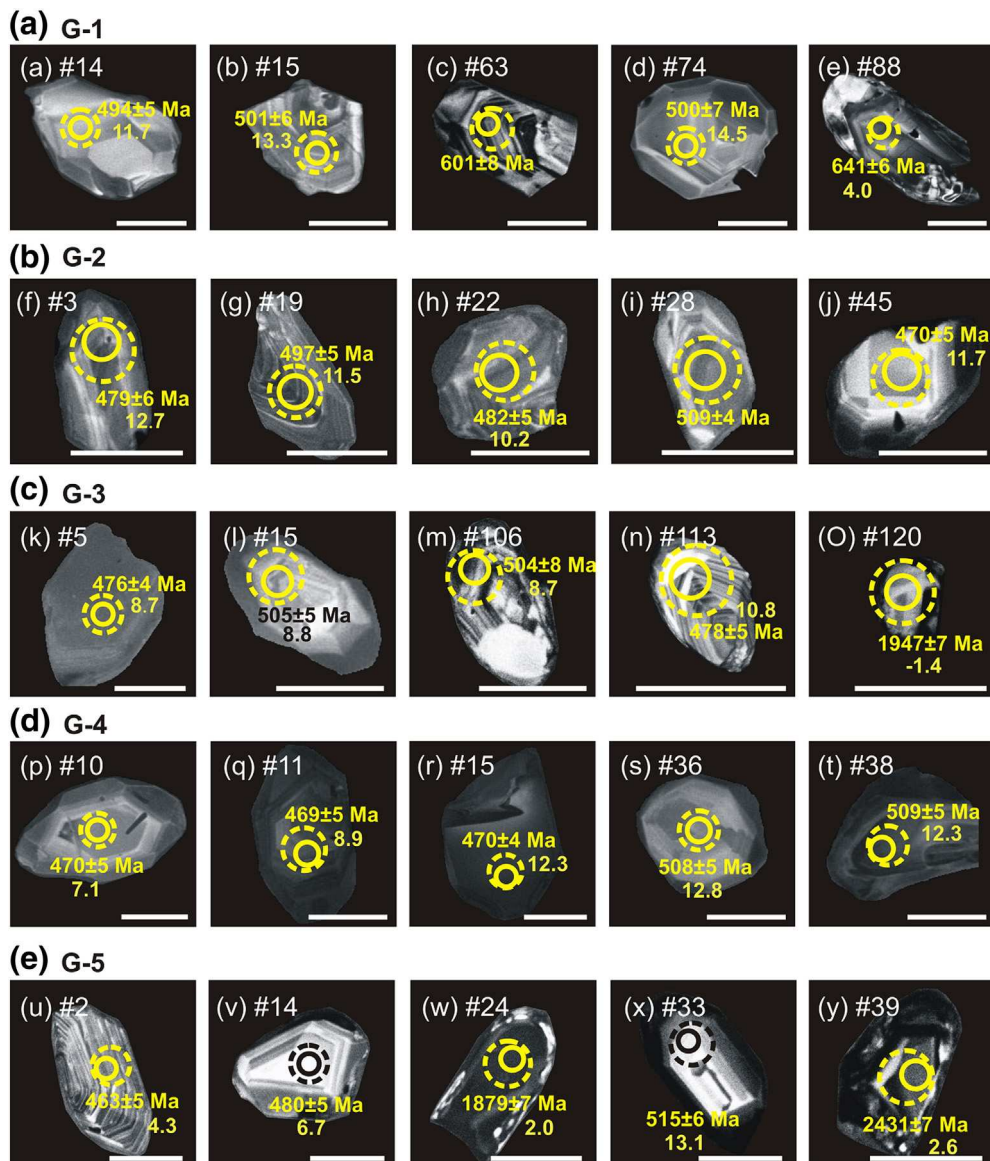 (a) G-1
(a) #14
494±5 Ma
11.7
(b) #15
501±6 Ma
13.3
(c) #63
601±8 Ma
(d) #74
500±7 Ma
14.5
(e) #88
641±6 Ma
4.0
(b) G-2
(f) #3
479±6 Ma
12.7
(g) #19
497±5 Ma
11.5
(h) #22
482±5 Ma
10.2
(i) #28
509±4 Ma
(j) #45
470±5 Ma
11.7
(c) G-3
(k) #5
476±4 Ma
8.7
(l) #15
505±5 Ma
8.8
(m) #106
504±8 Ma
8.7
(n) #113
10.8
478±5 Ma
(O) #120
1947±7 Ma
-1.4
(d) G-4
(p) #10
470±5 Ma
7.1
(q) #11
469±5 Ma
8.9
(r) #15
470±4 Ma
12.3
(s) #36
508±5 Ma
12.8
(t) #38
509±5 Ma
12.3
(e) G-5
(u) #2
463±5 Ma
4.3
(v) #14
480±5 Ma
6.7
(w) #24
1879±7 Ma
2.0
(x) #33
515±6 Ma
13.1
(y) #39
2431±7 Ma
2.6